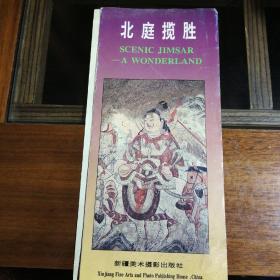 北庭揽胜
SCENIC JIMSAR
—A WONDERLAND
新疆美术摄影出版社
Xinjiang Fine Arts and Photo Publishing House ,China